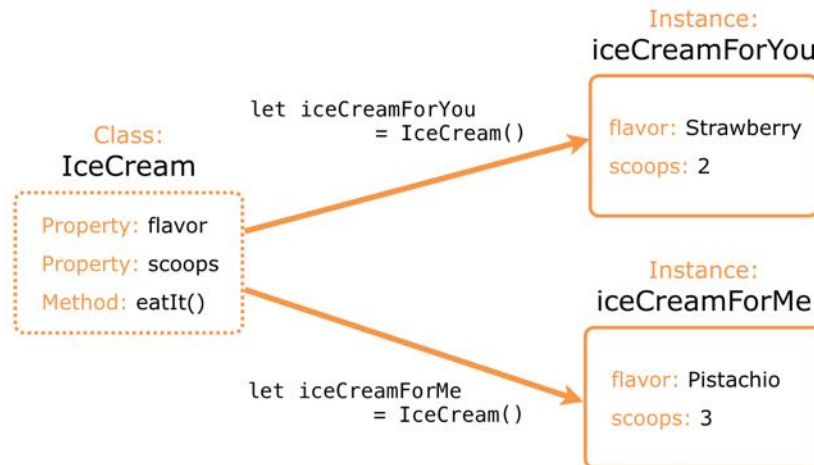 Class:
IceCream
Property: flavor
Property: scoops
Method: eatIt()
let iceCreamForYou
= IceCream()
Instance:
iceCreamForYou
flavor: Strawberry
scoops: 2
let iceCreamForMe
= IceCream()
Instance:
iceCreamForMe
flavor: Pistachio
scoops: 3